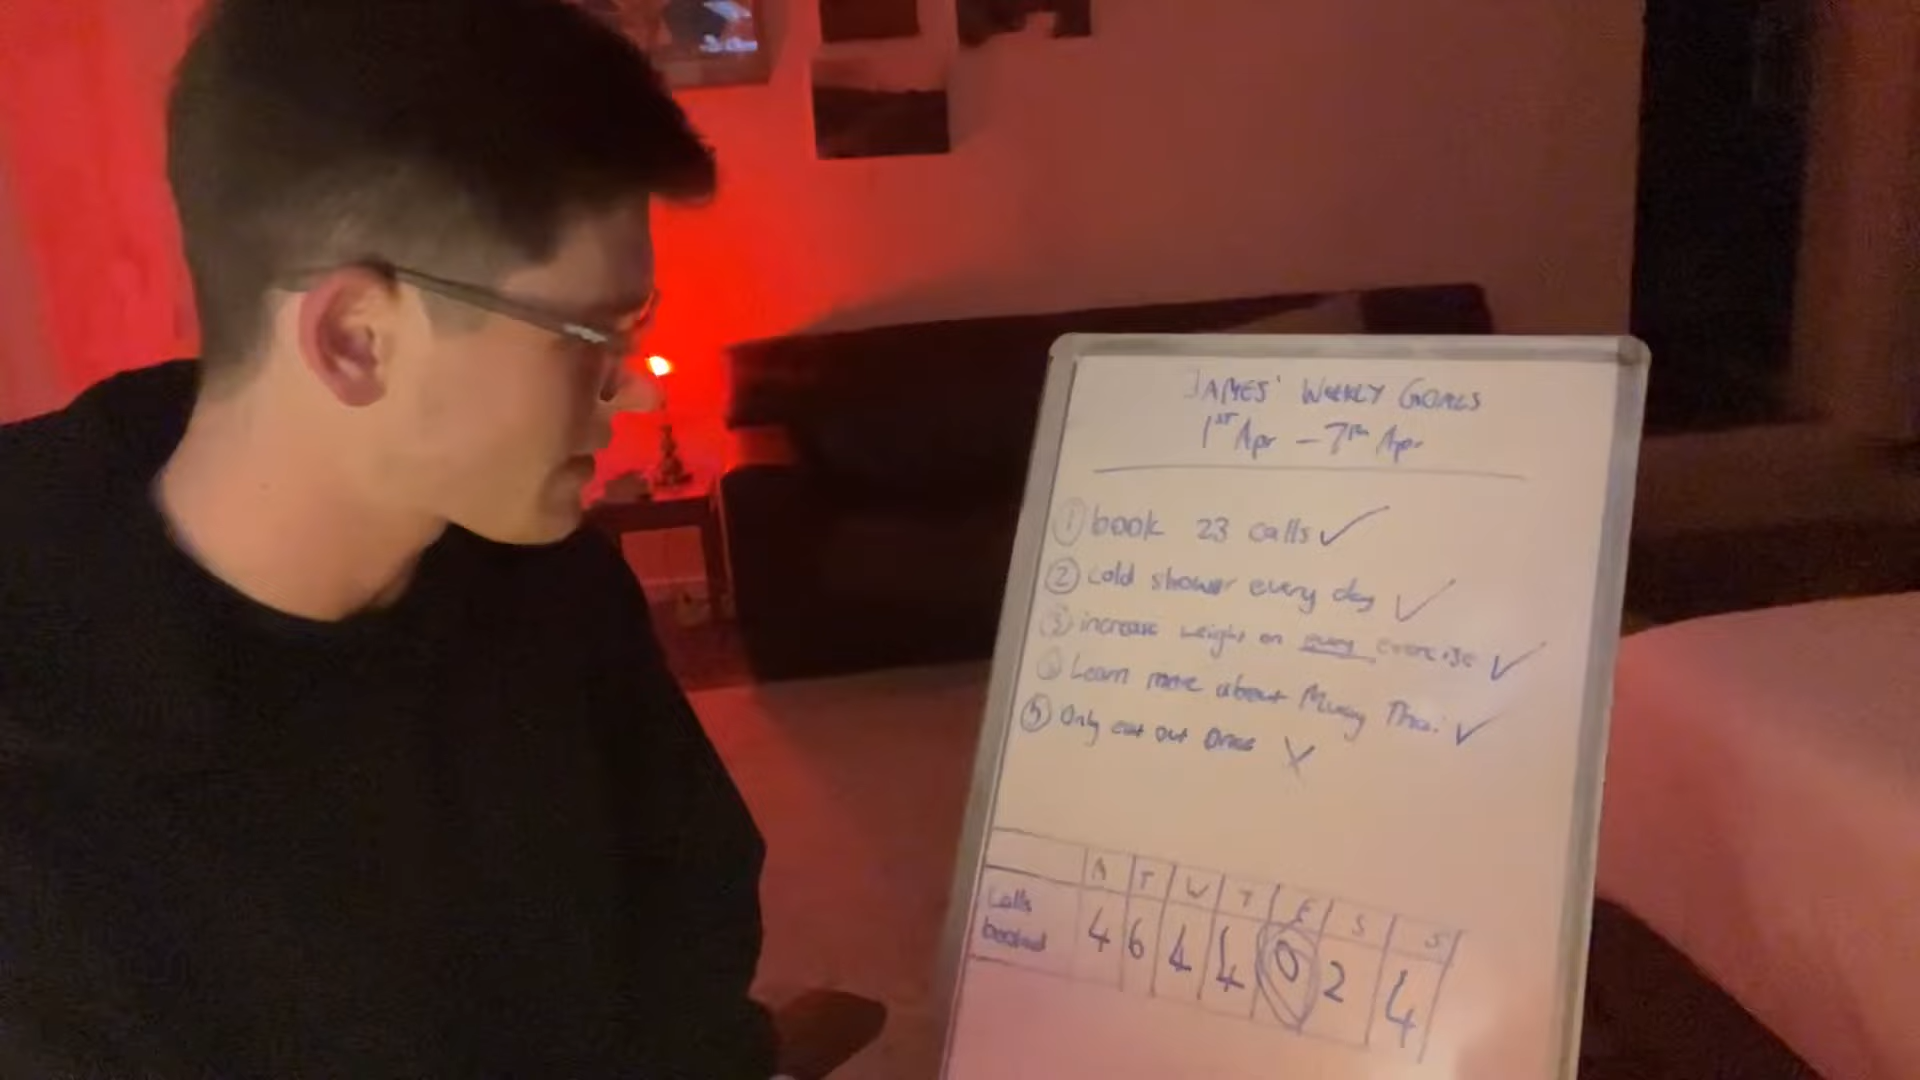 JAMES' WEEKLY GOALS
1ST Apr – 7th Apr
① book 23 calls ✓
② cold shower every day ✓
③ increase weight on every exercise ✓
④ Learn more about Muay Thai ✓
⑤ Only eat out once X
M T W T F S S
Calls booked 4 6 4 4 0 2 4